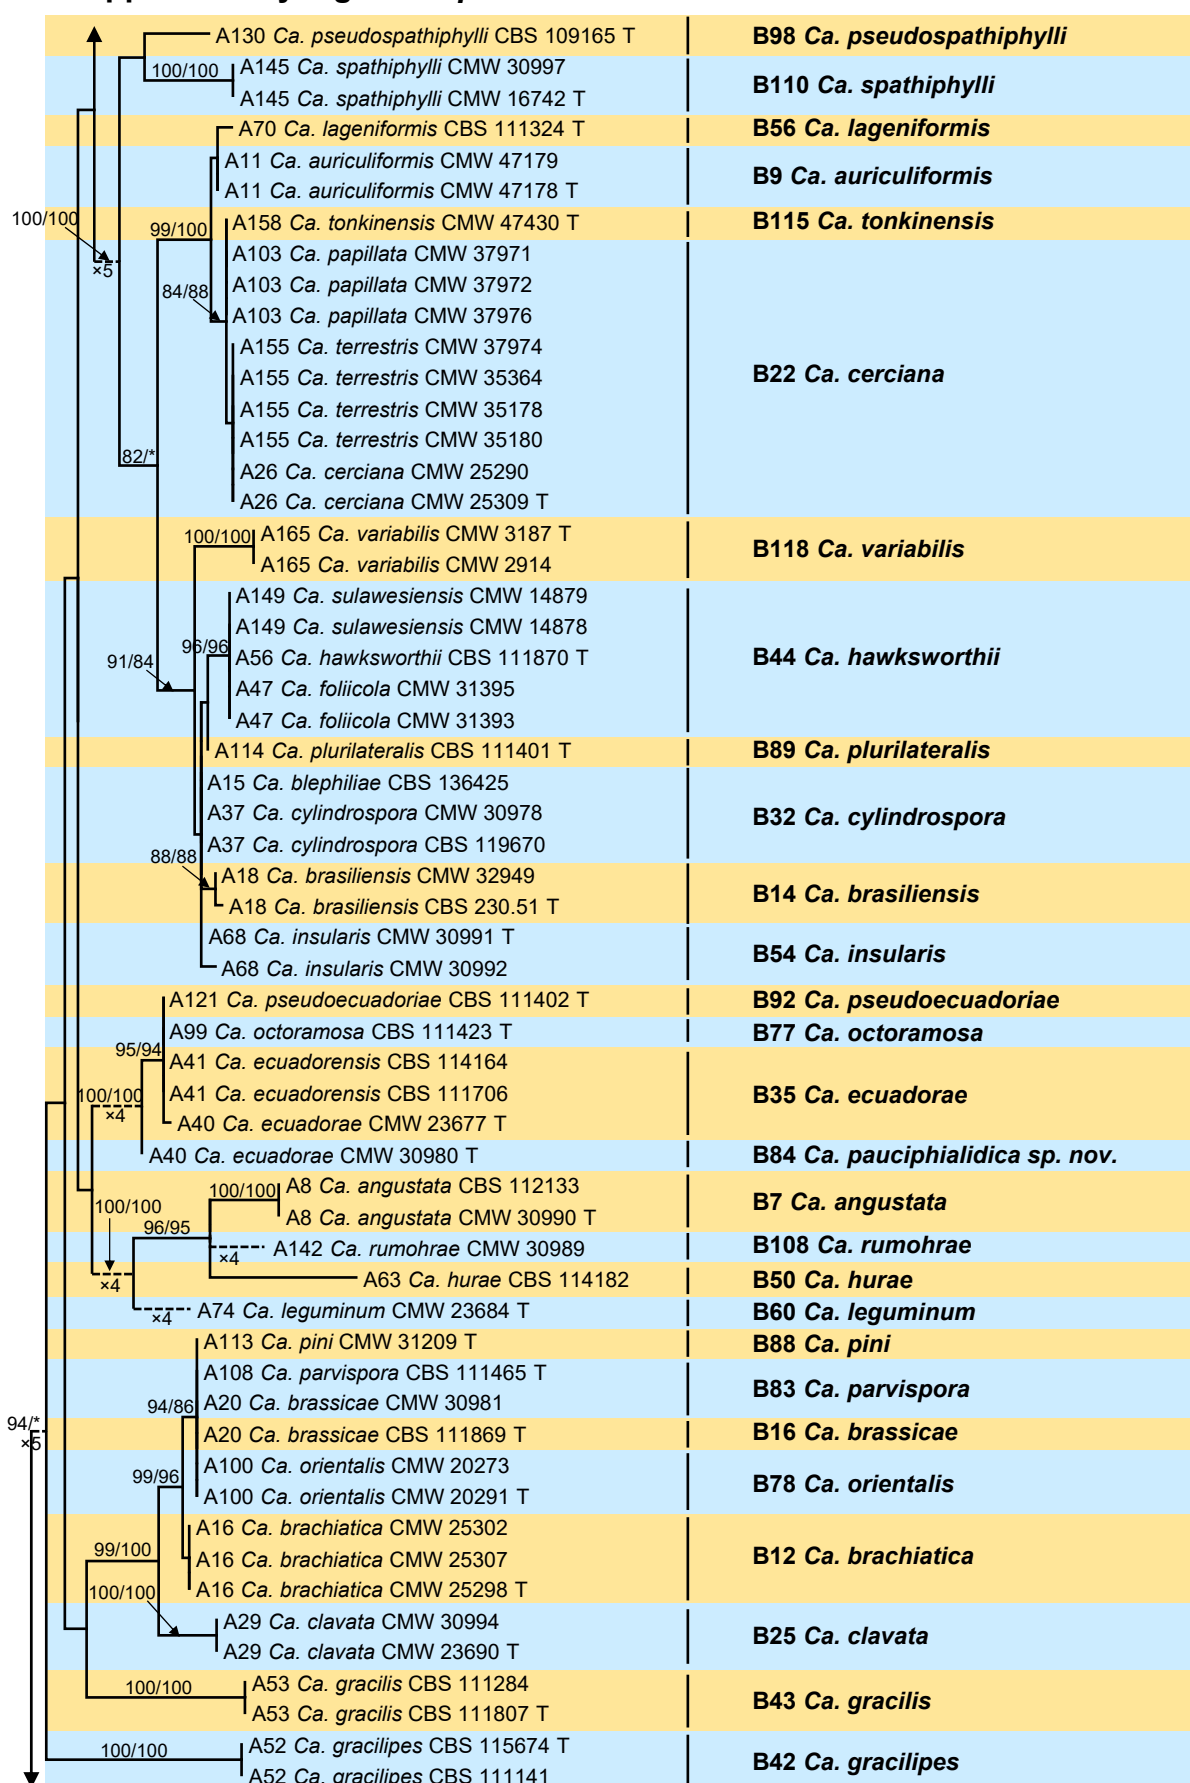 A130 Ca. pseudospathiphylli CBS 109165 T
B98 Ca. pseudospathiphylli
100/100
A145 Ca. spathiphylli CMW 30997
A145 Ca. spathiphylli CMW 16742 T
B110 Ca. spathiphylli
A70 Ca. lageniformis CBS 111324 T
B56 Ca. lageniformis
A11 Ca. auriculiformis CMW 47179
A11 Ca. auriculiformis CMW 47178 T
B9 Ca. auriculiformis
100/100
×5
99/100
A158 Ca. tonkinensis CMW 47430 T
B115 Ca. tonkinensis
84/88
A103 Ca. papillata CMW 37971
A103 Ca. papillata CMW 37972
A103 Ca. papillata CMW 37976
A155 Ca. terrestris CMW 37974
A155 Ca. terrestris CMW 35364
A155 Ca. terrestris CMW 35178
A155 Ca. terrestris CMW 35180
A26 Ca. cerciana CMW 25290
A26 Ca. cerciana CMW 25309 T
B22 Ca. cerciana
82/*
100/100
A165 Ca. variabilis CMW 3187 T
A165 Ca. variabilis CMW 2914
B118 Ca. variabilis
91/84
96/96
A149 Ca. sulawesiensis CMW 14879
A149 Ca. sulawesiensis CMW 14878
A56 Ca. hawksworthii CBS 111870 T
A47 Ca. foliicola CMW 31395
A47 Ca. foliicola CMW 31393
B44 Ca. hawksworthii
A114 Ca. plurilateralis CBS 111401 T
B89 Ca. plurilateralis
A15 Ca. blephiliae CBS 136425
A37 Ca. cylindrospora CMW 30978
A37 Ca. cylindrospora CBS 119670
B32 Ca. cylindrospora
88/88
A18 Ca. brasiliensis CMW 32949
A18 Ca. brasiliensis CBS 230.51 T
B14 Ca. brasiliensis
A68 Ca. insularis CMW 30991 T
A68 Ca. insularis CMW 30992
B54 Ca. insularis
A121 Ca. pseudoecuadoriae CBS 111402 T
B92 Ca. pseudoecuadoriae
A99 Ca. octoramosa CBS 111423 T
B77 Ca. octoramosa
95/94
100/100
×4
A41 Ca. ecuadorensis CBS 114164
A41 Ca. ecuadorensis CBS 111706
A40 Ca. ecuadorae CMW 23677 T
B35 Ca. ecuadorae
A40 Ca. ecuadorae CMW 30980 T
B84 Ca. pauciphialidica sp. nov.
100/100
A8 Ca. angustata CBS 112133
A8 Ca. angustata CMW 30990 T
B7 Ca. angustata
100/100
×4
96/95
×4
A142 Ca. rumohrae CMW 30989
B108 Ca. rumohrae
A63 Ca. hurae CBS 114182
B50 Ca. hurae
×4
A74 Ca. leguminum CMW 23684 T
B60 Ca. leguminum
A113 Ca. pini CMW 31209 T
B88 Ca. pini
94/86
A108 Ca. parvispora CBS 111465 T
A20 Ca. brassicae CMW 30981
B83 Ca. parvispora
94/*
×5
A20 Ca. brassicae CBS 111869 T
B16 Ca. brassicae
99/96
A100 Ca. orientalis CMW 20273
A100 Ca. orientalis CMW 20291 T
B78 Ca. orientalis
99/100
A16 Ca. brachiatica CMW 25302
A16 Ca. brachiatica CMW 25307
A16 Ca. brachiatica CMW 25298 T
B12 Ca. brachiatica
100/100
A29 Ca. clavata CMW 30994
A29 Ca. clavata CMW 23690 T
B25 Ca. clavata
100/100
A53 Ca. gracilis CBS 111284
A53 Ca. gracilis CBS 111807 T
B43 Ca. gracilis
100/100
A52 Ca. gracilipes CBS 115674 T
A52 Ca. gracilipes CBS 111141
B42 Ca. gracilipes